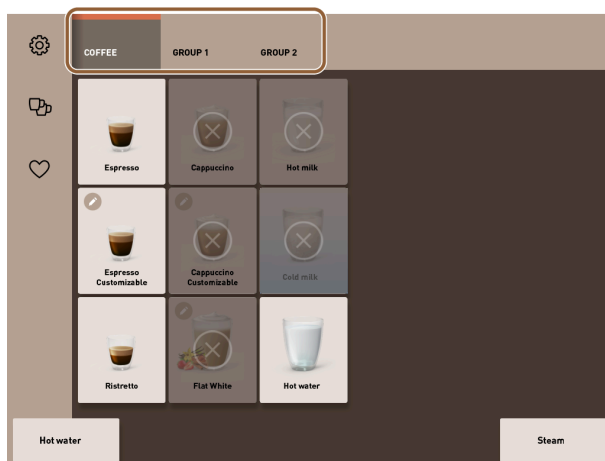 COFFEE
GROUP 1
GROUP 2
Espresso
Cappuccino
Hot milk
Espresso
Customizable
Cappuccino
Customizable
Cold milk
Ristretto
Flat White
Hot water
Hot water
Steam